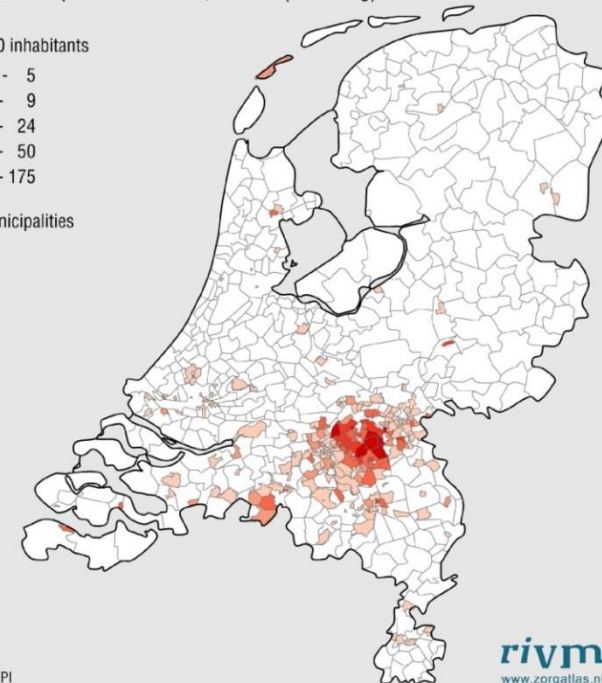 0 inhabitants
- 5
- 9
- 24
- 50
- 175
nicipalities
PI
rivm
www.zorgatlas.n